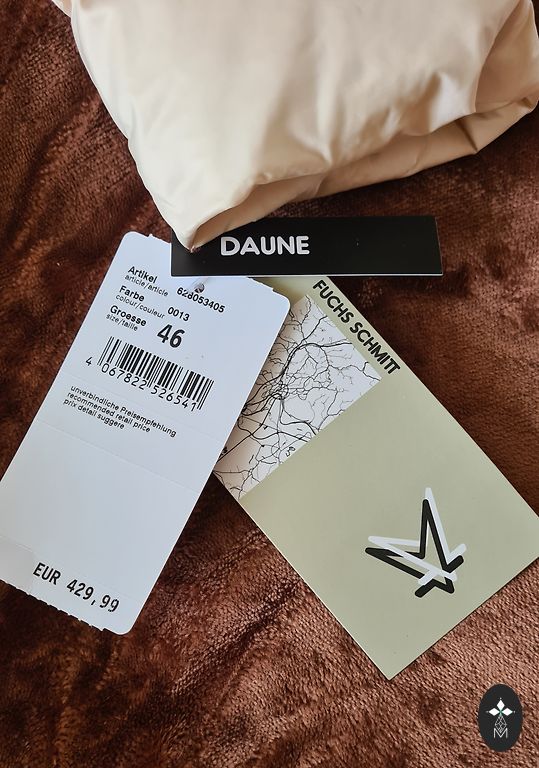 DAUNE
Artikel
article/article
628053405
Farbe
colour/couleur
0013
Groesse
size/taille
46
4 067822 526541
unverbindliche Preisempfehlung
recommended retail price
prix detail suggere
EUR 429,99
FUCHS SCHMITT
M